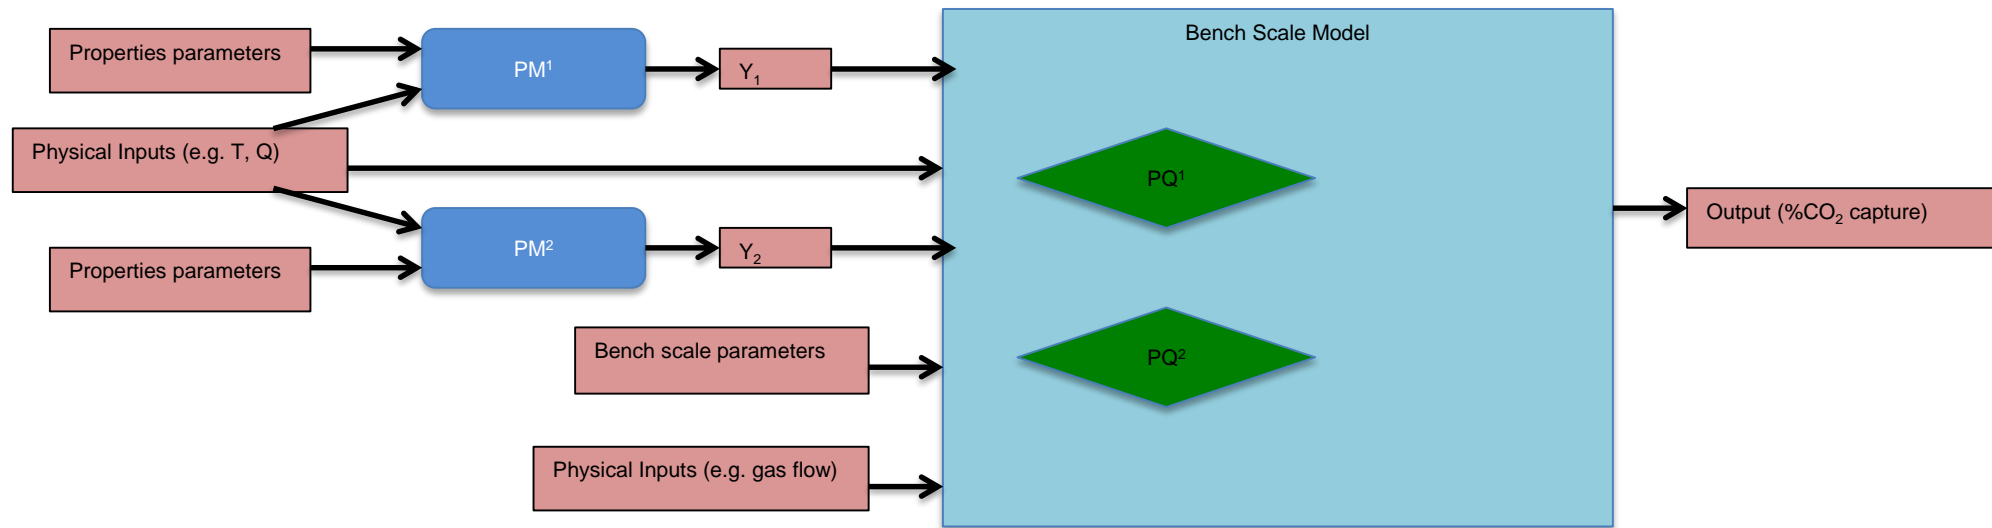 Bench Scale Model
Properties parameters
PM¹
Y₁
Physical Inputs (e.g. T, Q)
PQ¹
Output (%CO₂ capture)
PM²
Y₂
Properties parameters
Bench scale parameters
PQ²
Physical Inputs (e.g. gas flow)